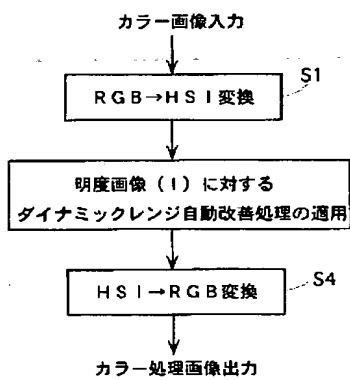 カラー画像入力
RGB→HSI変換
S1
明度画像(I)に対する
ダイナミックレンジ自動改善処理の適用
HSI→RGB変換
S4
カラー処理画像出力